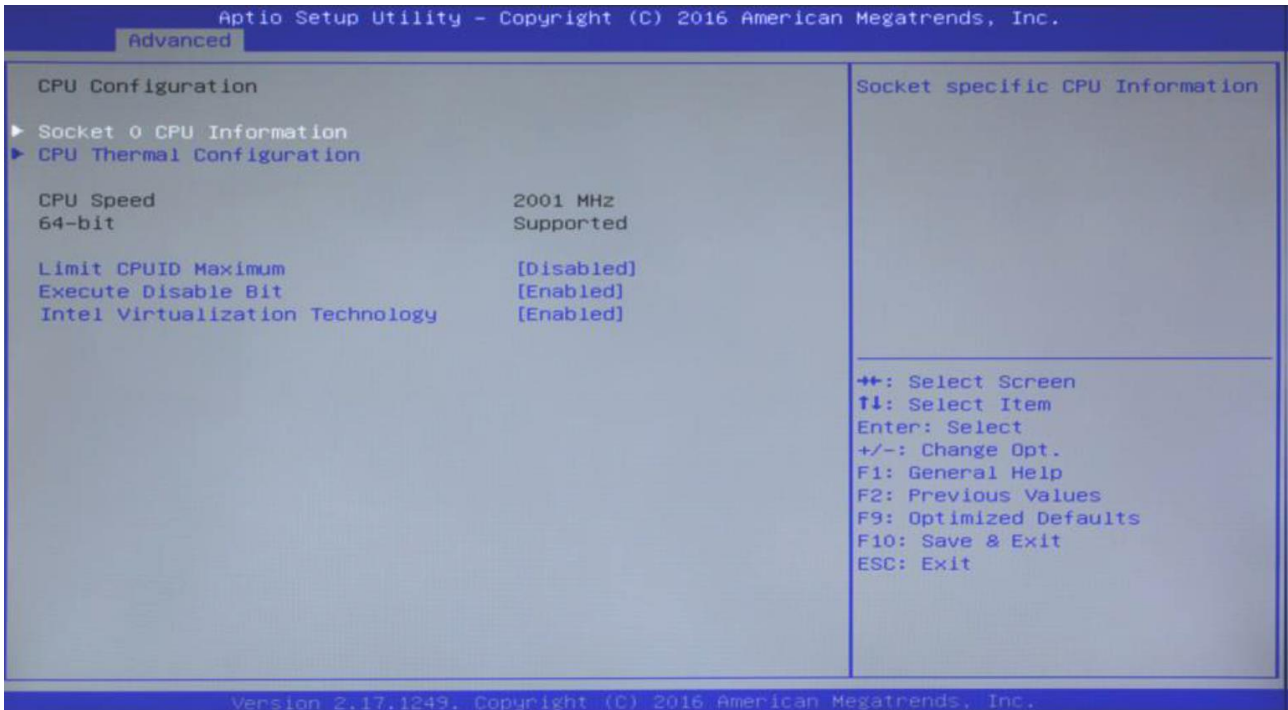 Aptio Setup Utility – Copyright (C) 2016 American Megatrends, Inc.
Advanced
CPU Configuration
Socket 0 CPU Information
CPU Thermal Configuration
CPU Speed 2001 MHz
64-bit Supported
Limit CPUID Maximum [Disabled]
Execute Disable Bit [Enabled]
Intel Virtualization Technology [Enabled]
Socket specific CPU Information
→←: Select Screen
↑↓: Select Item
Enter: Select
+/-: Change Opt.
F1: General Help
F2: Previous Values
F9: Optimized Defaults
F10: Save & Exit
ESC: Exit
Version 2.17.1249. Copyright (C) 2016 American Megatrends, Inc.